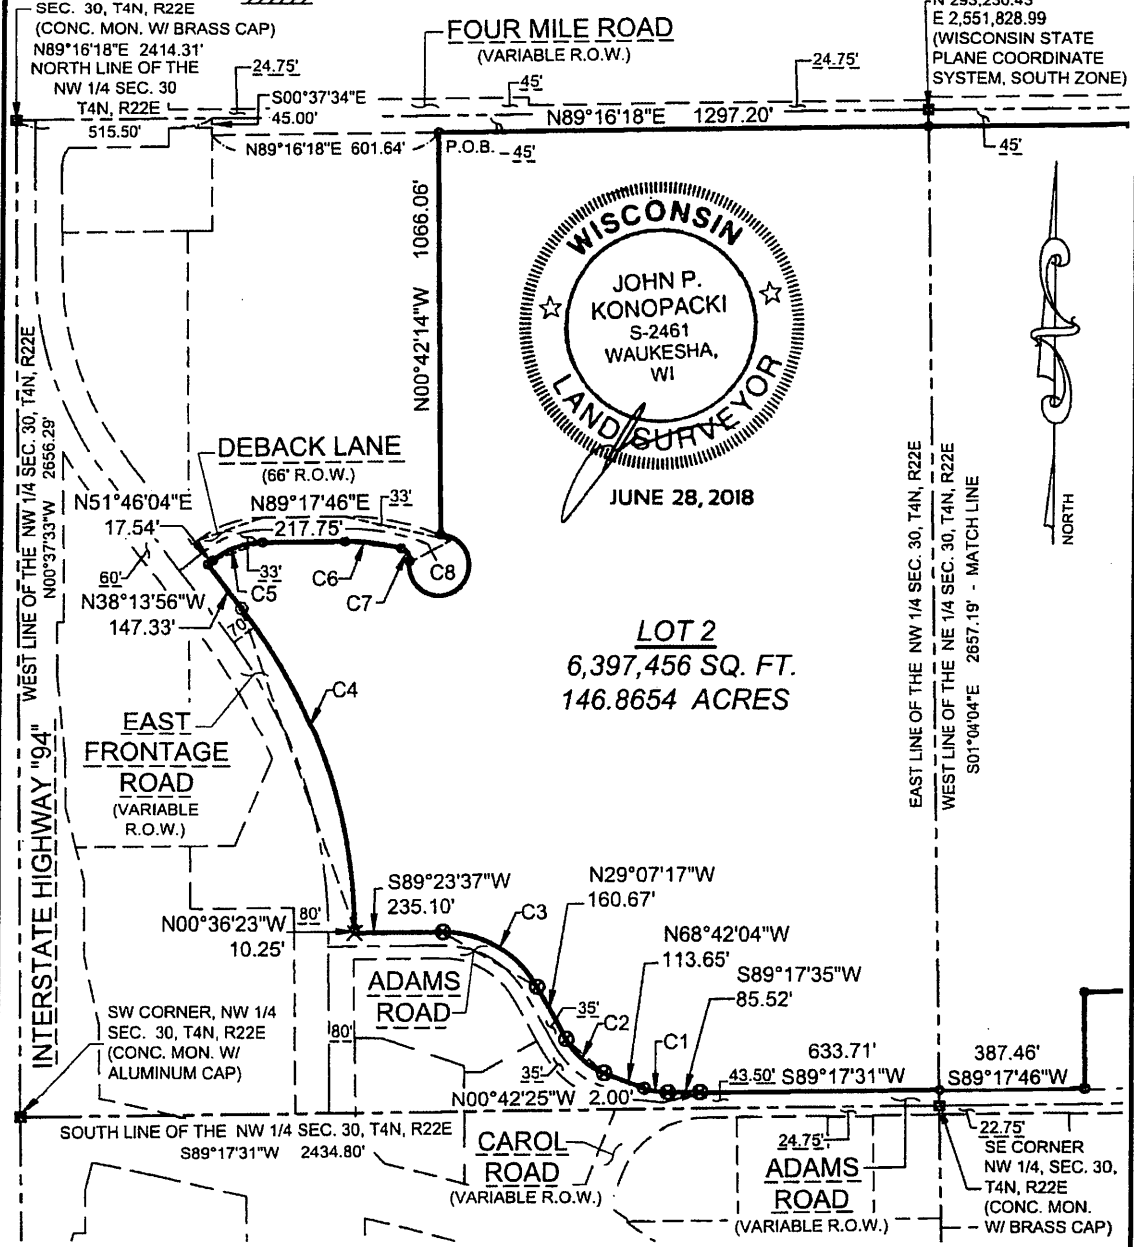 SEC. 30, T4N, R22E
(CONC. MON. W/ BRASS CAP)
N89°16'18"E 2414.31'
NORTH LINE OF THE
NW 1/4 SEC. 30
T4N, R22E
515.50'
24.75'
S00°37'34"E
45.00'
N89°16'18"E 601.64'
FOUR MILE ROAD
(VARIABLE R.O.W.)
45'
24.75'
N89°16'18"E 1297.20'
P.O.B.
45'
E 2,551,828.99
(WISCONSIN STATE
PLANE COORDINATE
SYSTEM, SOUTH ZONE)
45'
N00°42'14"W 1066.06'
WISCONSIN
JOHN P.
KONOPACKI
S-2461
WAUKESHA,
WI
LAND SURVEYOR
JUNE 28, 2018
NORTH
WEST LINE OF THE NW 1/4 SEC. 30, T4N, R22E
N00°37'33"W 2656.29'
DEBACK LANE
(66' R.O.W.)
N51°46'04"E
17.54'
N89°17'46"E
217.75'
33'
33'
60'
C5
C6
C7
C8
N38°13'56"W
147.33'
70'
C4
LOT 2
6,397,456 SQ. FT.
146.8654 ACRES
EAST LINE OF THE NW 1/4 SEC. 30, T4N, R22E
WEST LINE OF THE NE 1/4 SEC. 30, T4N, R22E
S01°04'04"E 2657.19' - MATCH LINE
EAST
FRONTAGE
ROAD
(VARIABLE
R.O.W.)
INTERSTATE HIGHWAY "94"
S89°23'37"W
235.10'
N00°36'23"W
10.25'
80'
C3
N29°07'17"W
160.67'
N68°42'04"W
113.65'
S89°17'35"W
85.52'
ADAMS
ROAD
35'
C2
C1
80'
35'
SW CORNER, NW 1/4
SEC. 30, T4N, R22E
(CONC. MON. W/
ALUMINUM CAP)
633.71'
S89°17'31"W
387.46'
S89°17'46"W
43.50'
N00°42'25"W 2.00'
SOUTH LINE OF THE NW 1/4 SEC. 30, T4N, R22E
S89°17'31"W 2434.80'
CAROL
ROAD
(VARIABLE R.O.W.)
24.75'
ADAMS
ROAD
(VARIABLE R.O.W.)
22.75'
SE CORNER
NW 1/4, SEC. 30,
T4N, R22E
(CONC. MON.
W/ BRASS CAP)